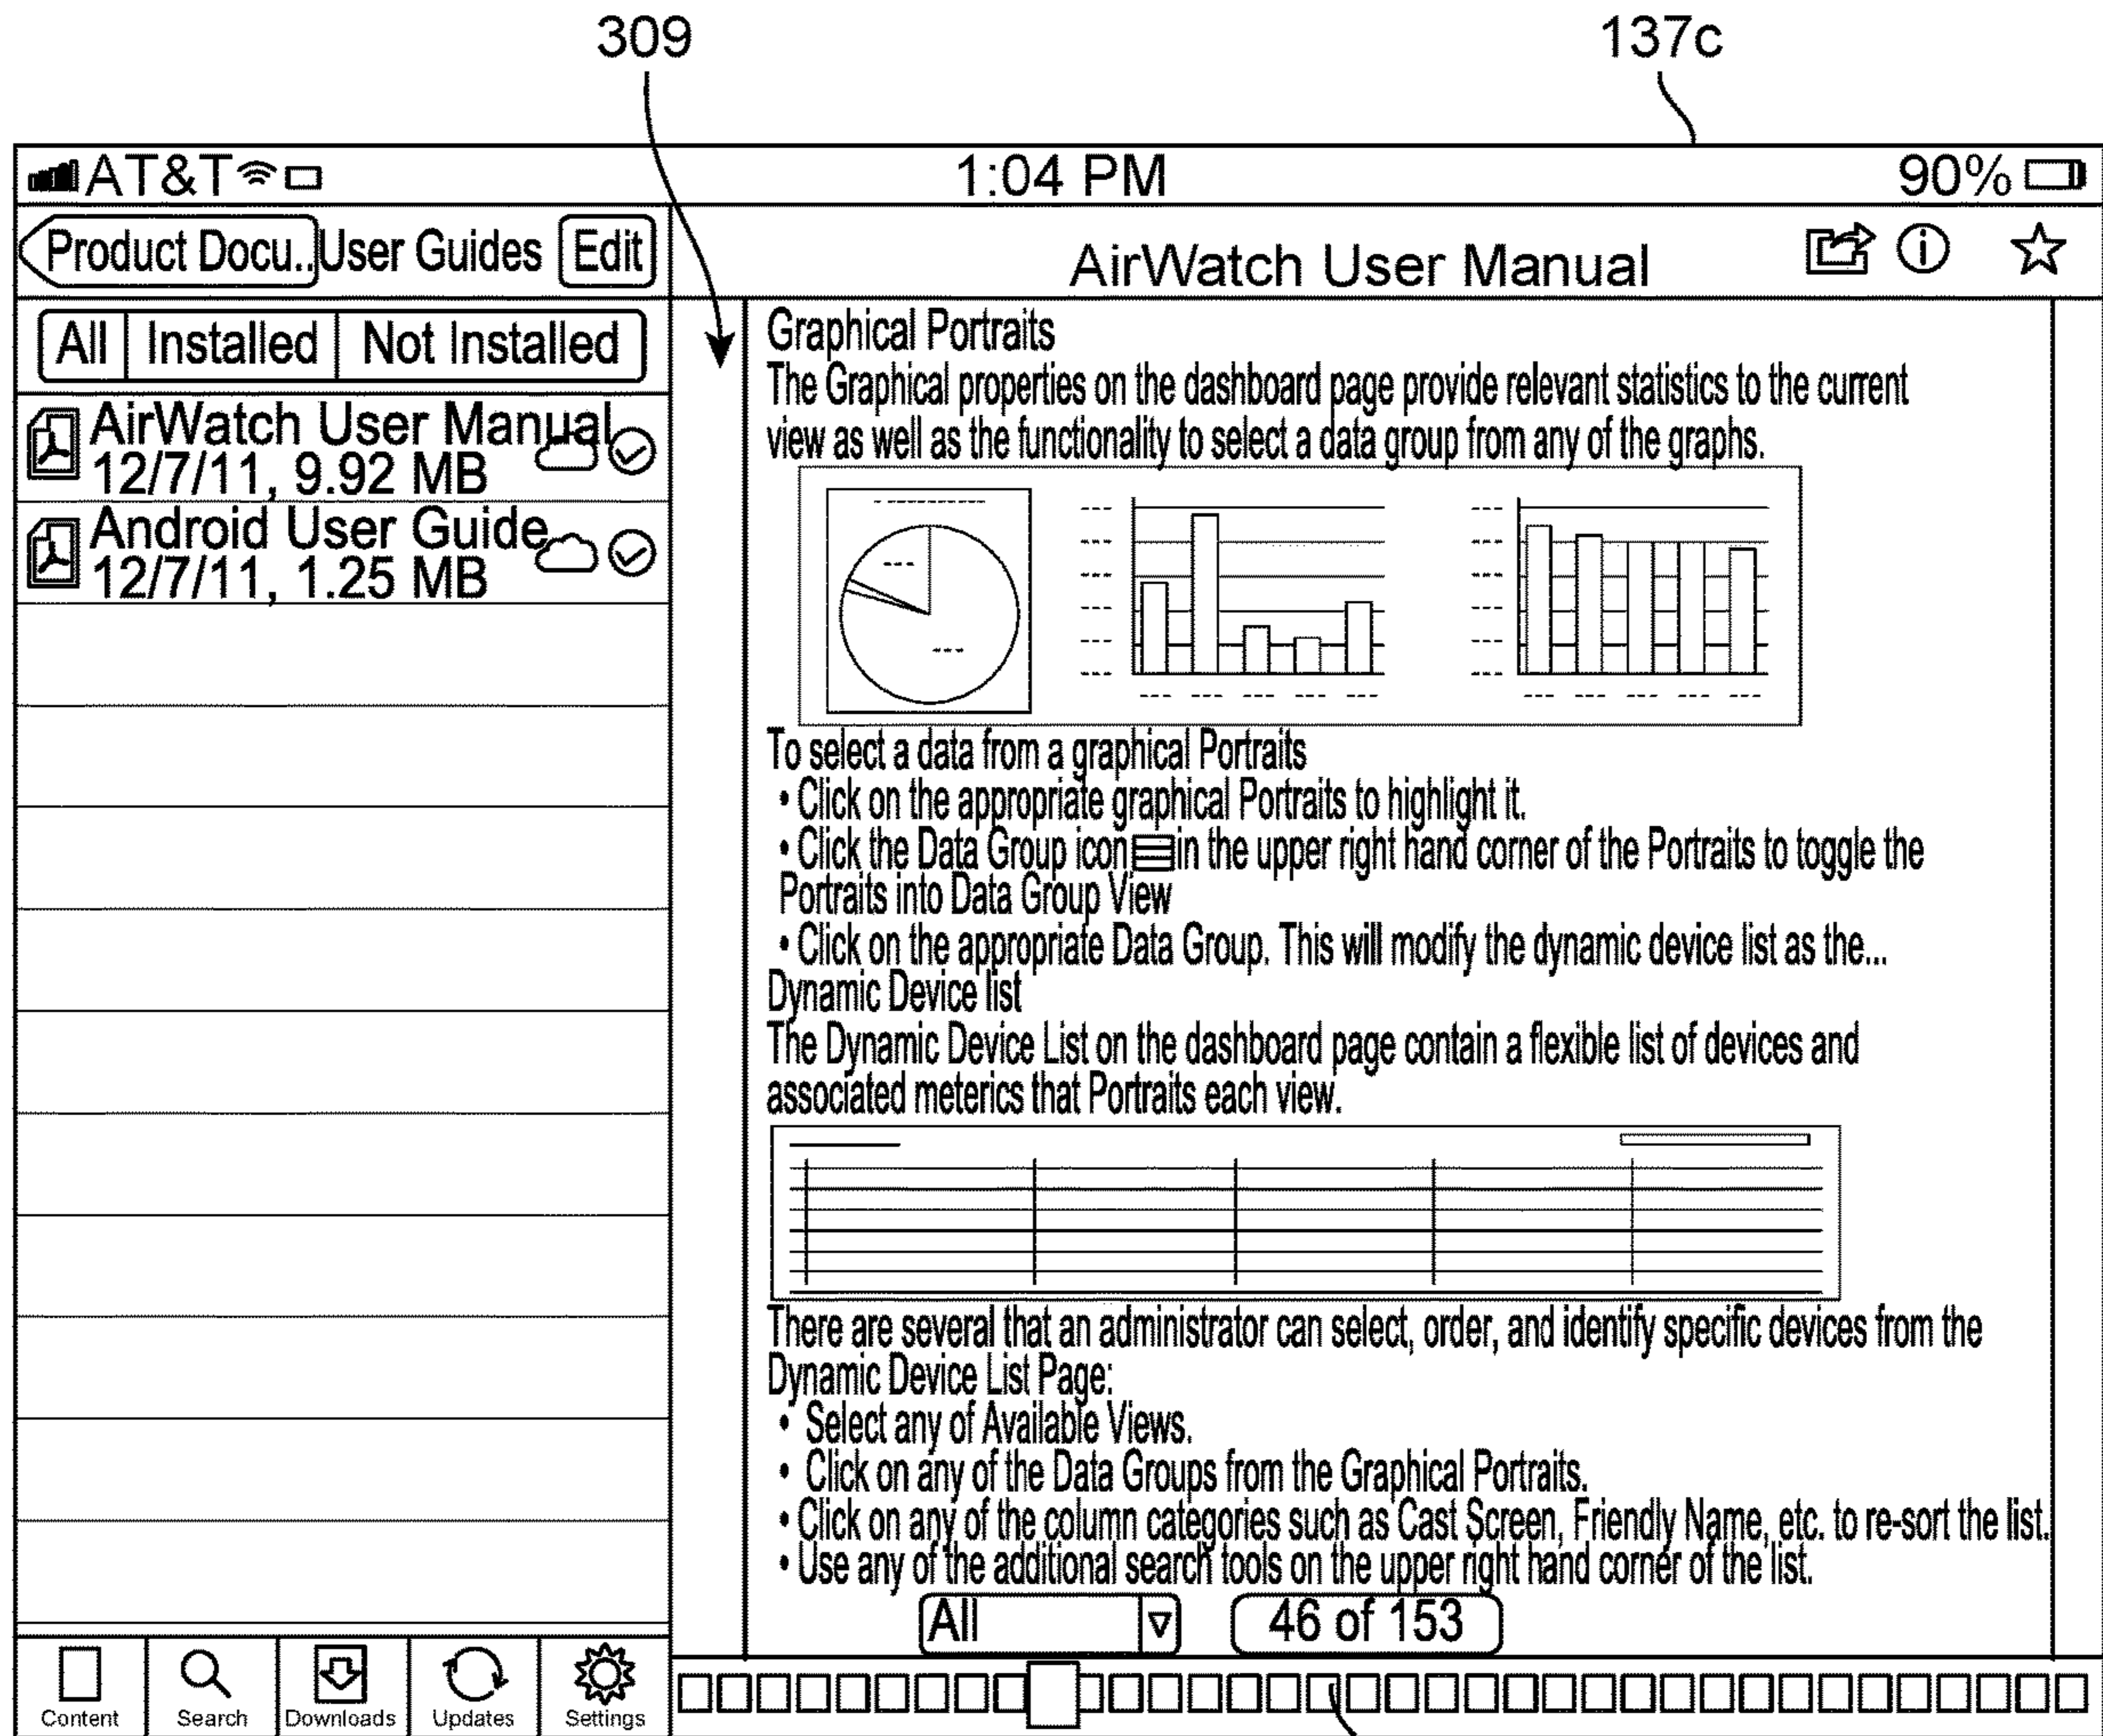 309
137c
AT&T
1:04 PM
90%
Product Docu..
User Guides
Edit
AirWatch User Manual
All
Installed
Not Installed
AirWatch User Manual
12/7/11, 9.92 MB
Android User Guide
12/7/11, 1.25 MB
Graphical Portraits
The Graphical properties on the dashboard page provide relevant statistics to the current
view as well as the functionality to select a data group from any of the graphs.
To select a data from a graphical Portraits
• Click on the appropriate graphical Portraits to highlight it.
• Click the Data Group icon in the upper right hand corner of the Portraits to toggle the
Portraits into Data Group View
• Click on the appropriate Data Group. This will modify the dynamic device list as the...
Dynamic Device list
The Dynamic Device List on the dashboard page contain a flexible list of devices and
associated meterics that Portraits each view.
There are several that an administrator can select, order, and identify specific devices from the
Dynamic Device List Page:
• Select any of Available Views.
• Click on any of the Data Groups from the Graphical Portraits.
• Click on any of the column categories such as Cast Screen, Friendly Name, etc. to re-sort the list.
• Use any of the additional search tools on the upper right hand corner of the list.
All
46 of 153
Content
Search
Downloads
Updates
Settings